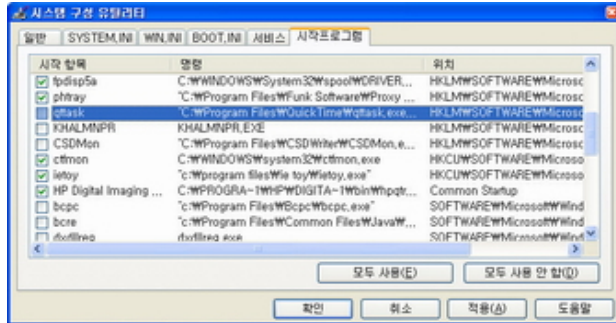 시스템 구성 유틸리티
일반 SYSTEM.INI WIN.INI BOOT.INI 서비스 시작프로그램
시작 항목 명령 위치
fpdisp5a C:₩WINDOWS₩System32₩spool₩DRIVER... HKLM₩SOFTWARE₩Microsc
phtray "C:₩Program Files₩Funk Software₩Proxy ... HKLM₩SOFTWARE₩Microsc
qttask "C:₩Program Files₩QuickTime₩qttask,exe... HKLM₩SOFTWARE₩Microsc
KHALMNPR KHALMNPR,EXE HKLM₩SOFTWARE₩Microsc
CSDMon "C:₩Program Files₩CSDWriter₩CSDMon,e... HKLM₩SOFTWARE₩Microsc
ctfmon C:₩WINDOWS₩system32₩ctfmon,exe HKCU₩SOFTWARE₩Microsc
ietoy "c:₩program files₩ie toy₩ietoy,exe" HKCU₩SOFTWARE₩Microsc
HP Digital Imaging ... C:₩PROGRA~1₩HP₩DIGITA~1₩bin₩hpqtr... Common Startup
bcpc "c:₩Program Files₩Bcpc₩bcpc,exe" SOFTWARE₩Microsoft₩Wind
bcre "c:₩Program Files₩Common Files₩Java₩... SOFTWARE₩Microsoft₩Wind
dxdllreg dxdllreg exe SOFTWARE₩Microsoft₩Wind
모두 사용(E) 모두 사용 안 함(D)
확인 취소 적용(A) 도움말